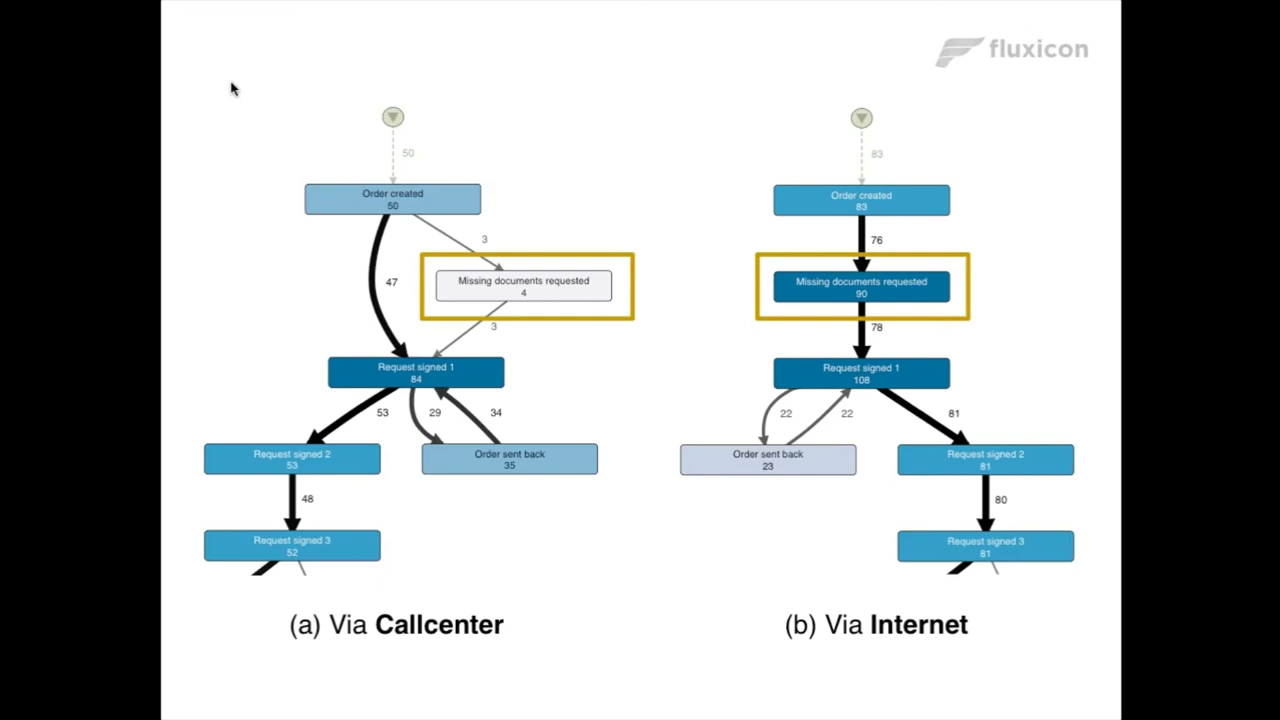 fluxicon
50
Order created
50
3
47
Missing documents requested
4
3
Request signed 1
84
53
29
34
Request signed 2
53
Order sent back
35
48
Request signed 3
52
(a) Via Callcenter
83
Order created
83
76
Missing documents requested
90
78
Request signed 1
108
22
22
81
Order sent back
23
Request signed 2
81
80
Request signed 3
81
(b) Via Internet